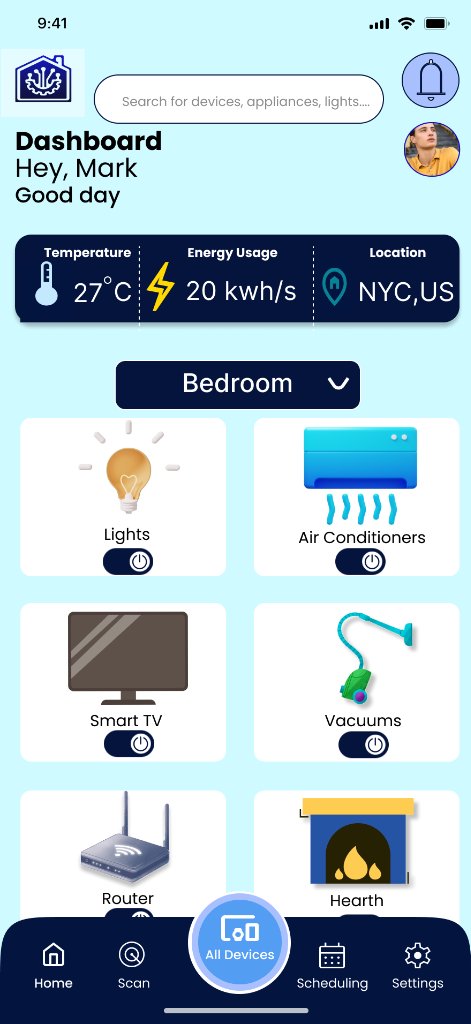 9:41
Search for devices, appliances, lights....
Dashboard
Hey, Mark
Good day
Temperature
Energy Usage
Location
27°C
20 kwh/s
NYC,US
Bedroom
Lights
Air Conditioners
Smart TV
Vacuums
Router
Hearth
All Devices
Home
Scan
Scheduling
Settings